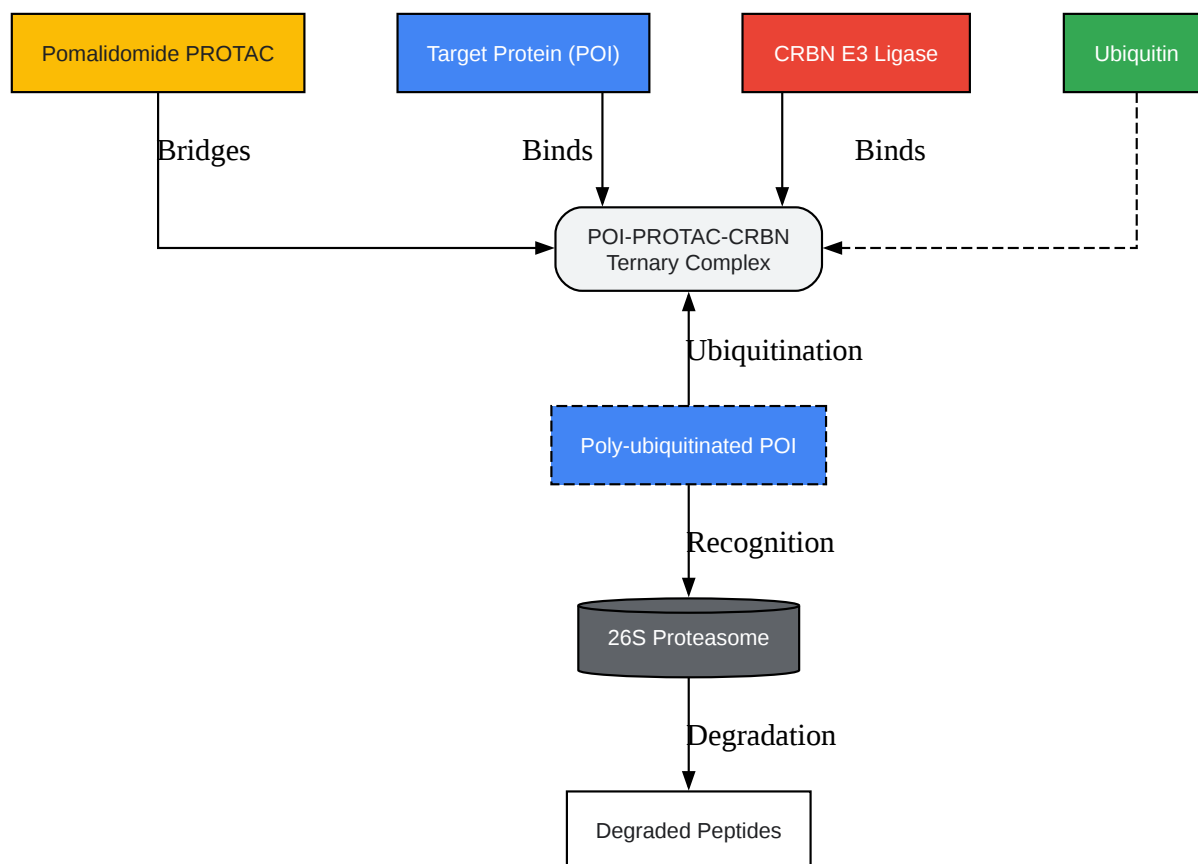 Pomalidomide PROTAC
Target Protein (POI)
CRBN E3 Ligase
Ubiquitin
Bridges
Binds
Binds
POI-PROTAC-CRBN
Ternary Complex
Ubiquitination
Poly-ubiquitinated POI
Recognition
26S Proteasome
Degradation
Degraded Peptides